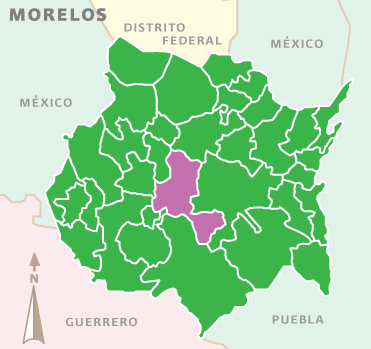 MORELOS
DISTRITO
FEDERAL
MÉXICO
MÉXICO
N
GUERRERO
PUEBLA